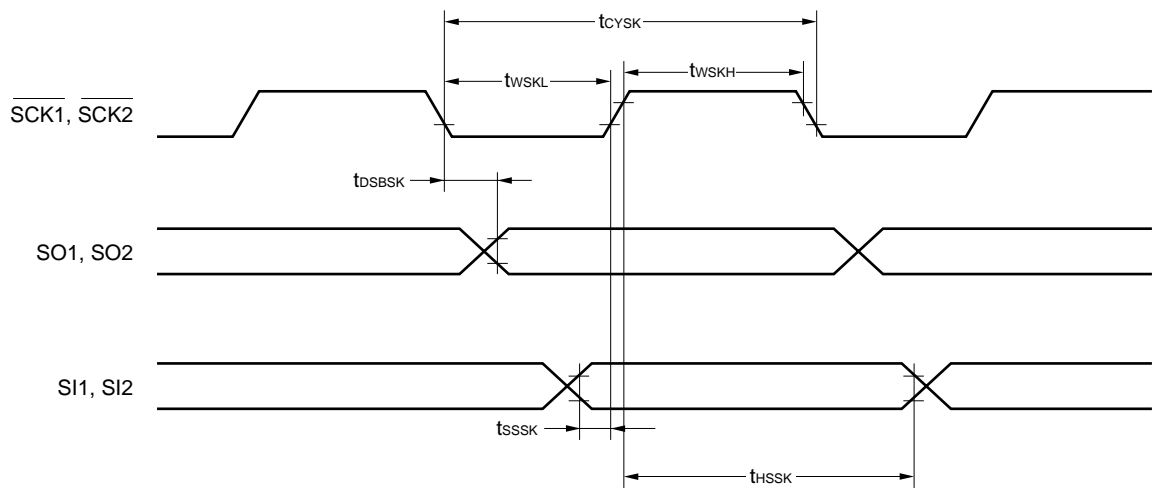 tCYSK
tWSKL
tWSKH
SCK1, SCK2
tDSBSK
SO1, SO2
SI1, SI2
tSSSK
tHSSK